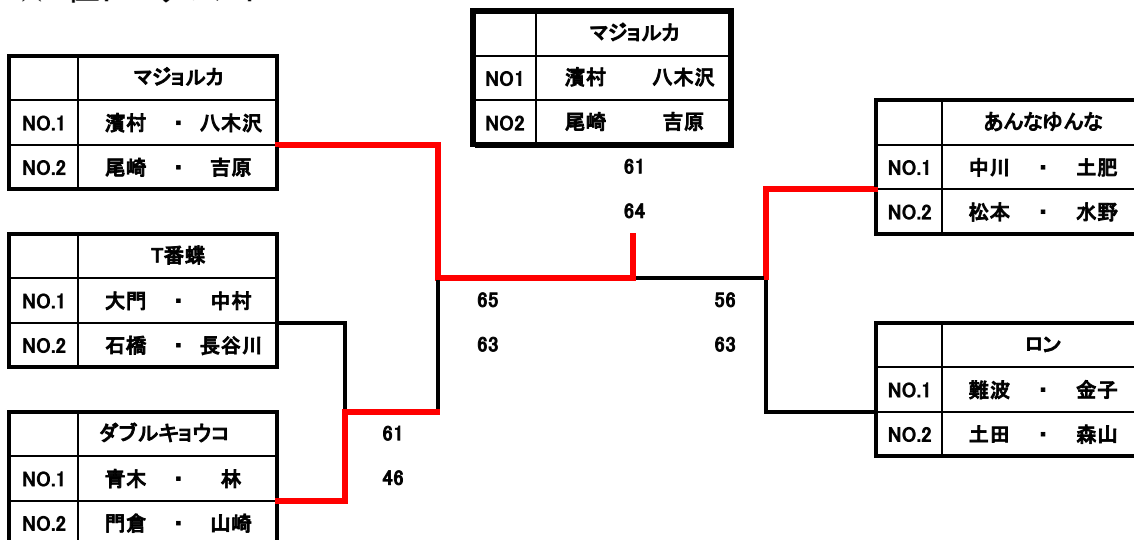 マジョルカ
NO1 濱村 八木沢
NO2 尾崎 吉原
マジョルカ
NO.1 濱村 ・ 八木沢
NO.2 尾崎 ・ 吉原
T番蝶
NO.1 大門 ・ 中村
NO.2 石橋 ・ 長谷川
ダブルキョウコ
NO.1 青木 ・ 林
NO.2 門倉 ・ 山崎
61
46
61
64
65 56
63 63
あんなゆんな
NO.1 中川 ・ 土肥
NO.2 松本 ・ 水野
ロン
NO.1 難波 ・ 金子
NO.2 土田 ・ 森山